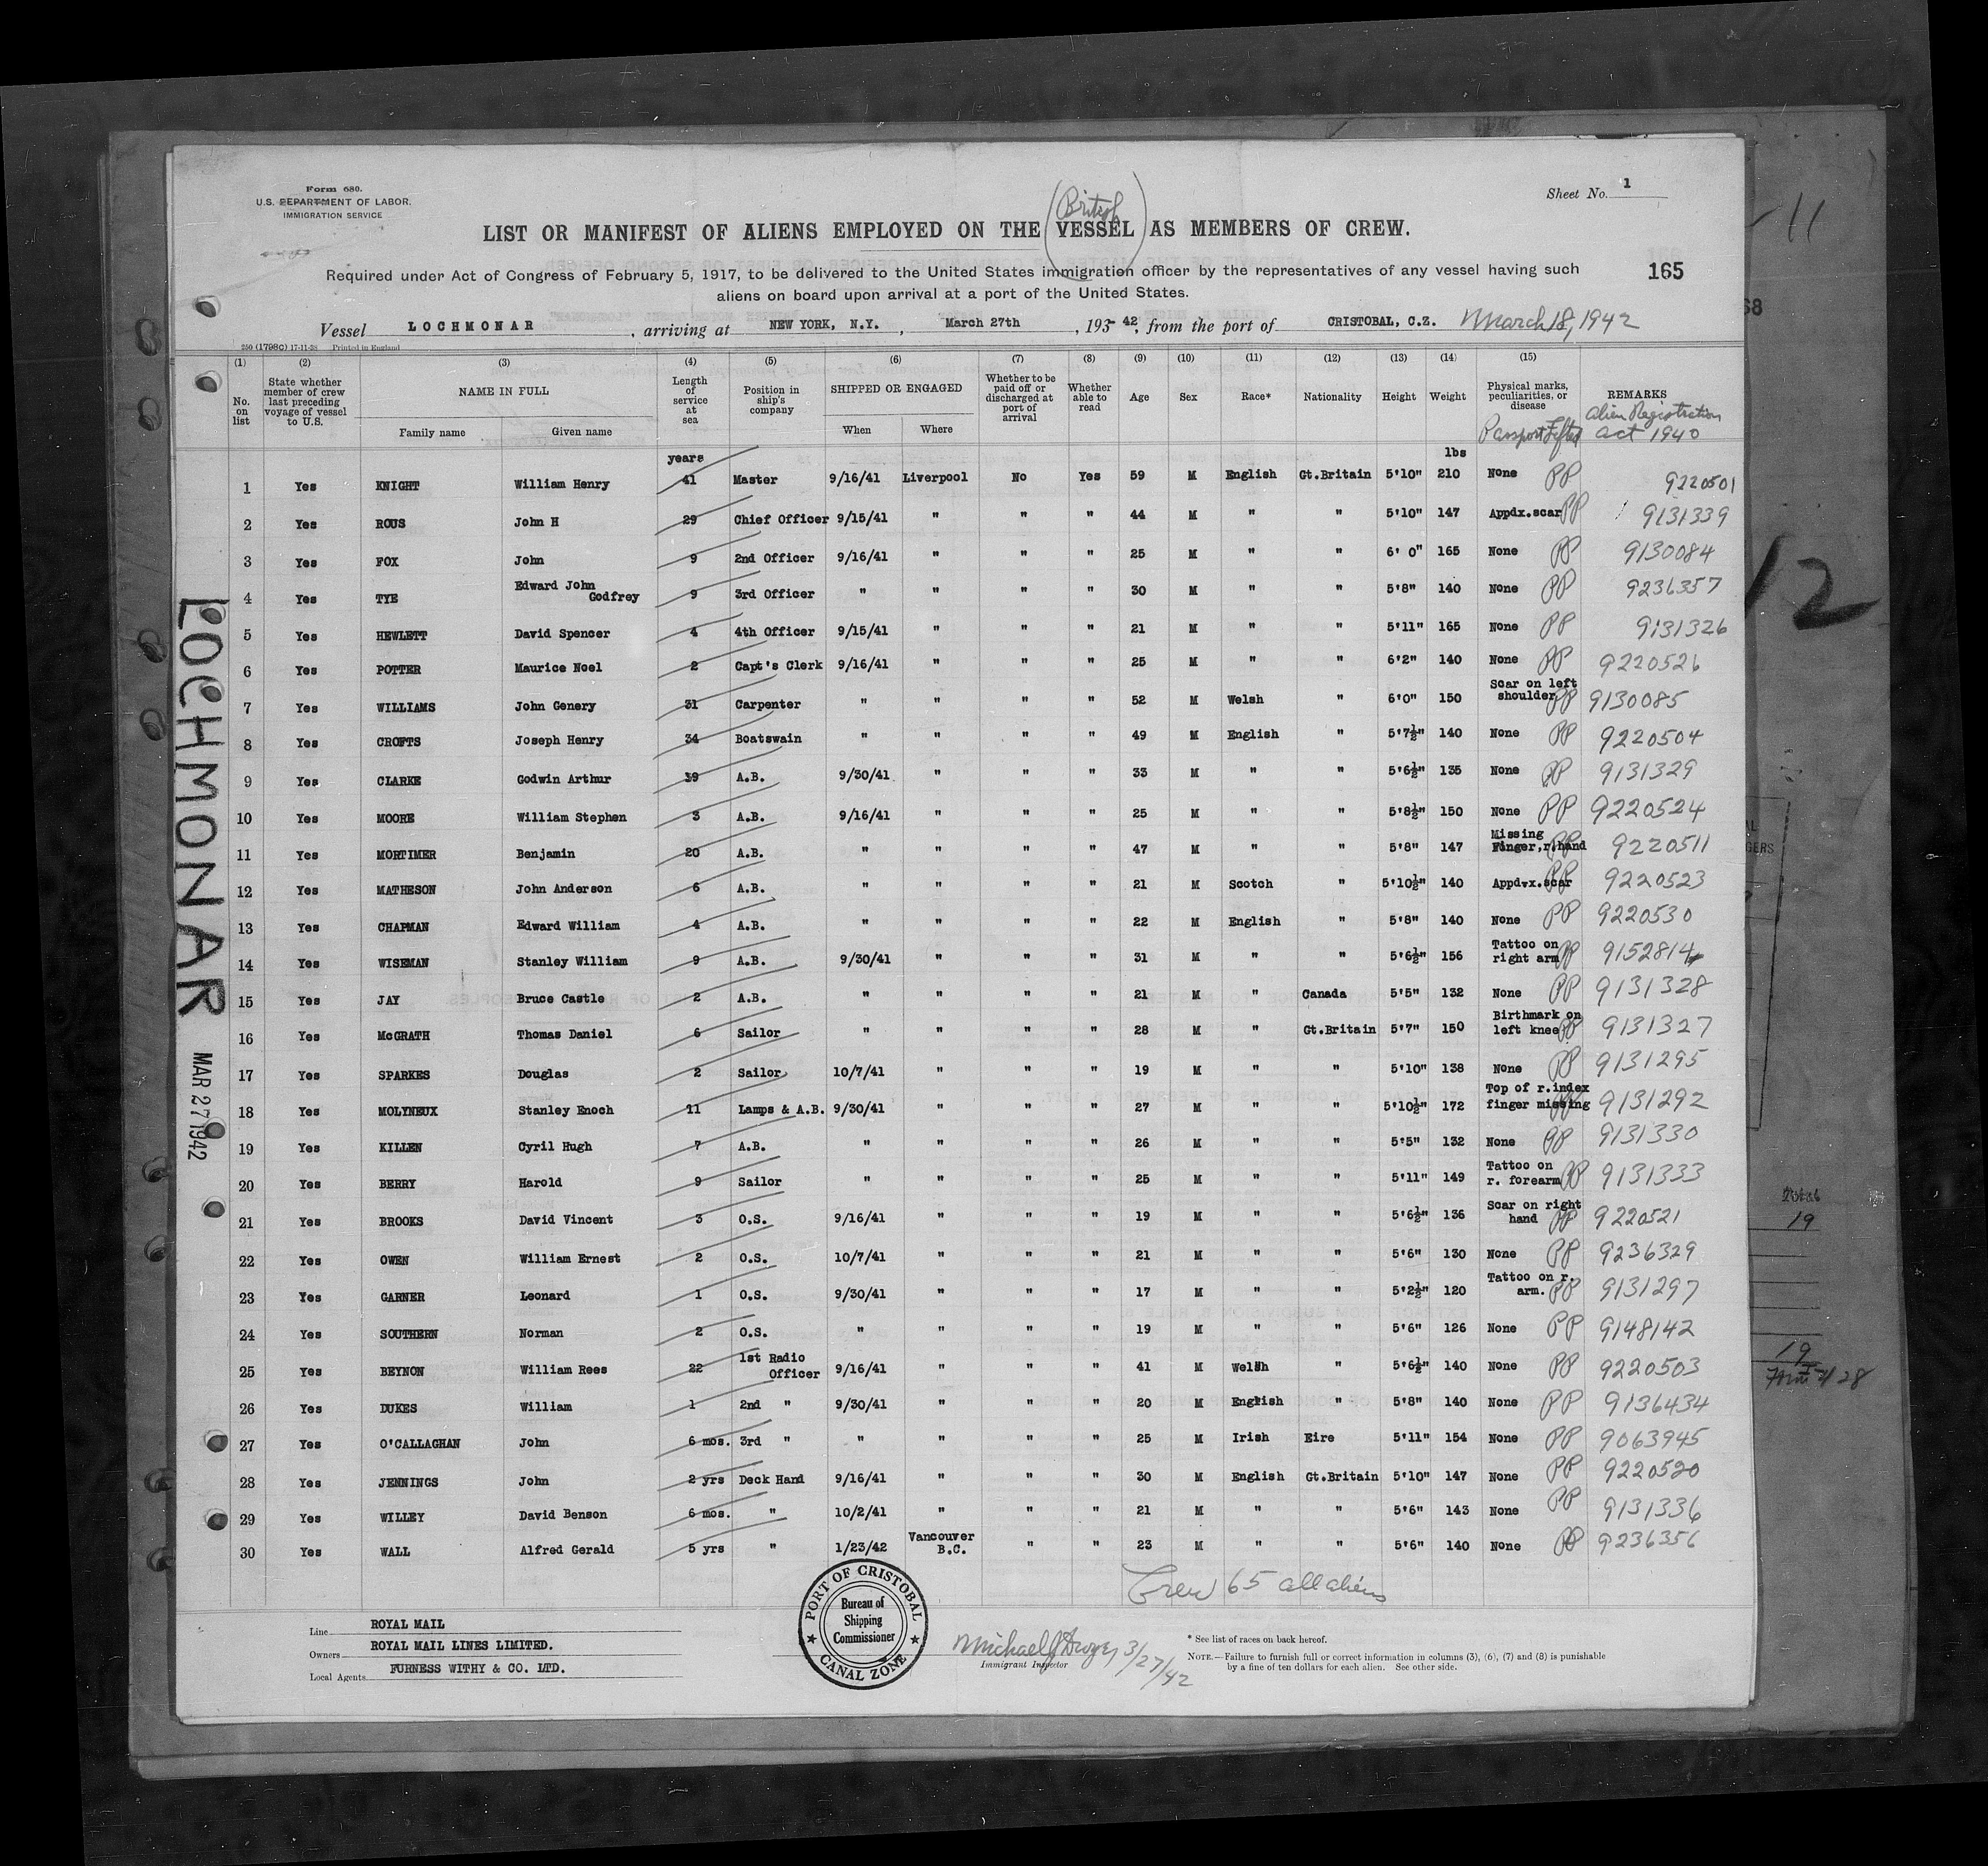 Form 680.
U.S. DEPARTMENT OF LABOR.
IMMIGRATION SERVICE
Sheet No. 1
(British)
LIST OR MANIFEST OF ALIENS EMPLOYED ON THE VESSEL AS MEMBERS OF CREW.
Required under Act of Congress of February 5, 1917, to be delivered to the United States immigration officer by the representatives of any vessel having such
aliens on board upon arrival at a port of the United States.
165
Vessel LOCHMONAR , arriving at NEW YORK, N.Y. , March 27th , 193- 42, from the port of CRISTOBAL, C.Z. March 18, 1942
250 (1798C) 17-11-38 Printed in England
(1) (2) (3) (4) (5) (6) (7) (8) (9) (10) (11) (12) (13) (14) (15)
No. on list State whether member of crew last preceding voyage of vessel to U.S. NAME IN FULL Family name Given name Length of service at sea Position in ship's company SHIPPED OR ENGAGED When Where Whether to be paid off or discharged at port of arrival Whether able to read Age Sex Race* Nationality Height Weight Physical marks, peculiarities, or disease REMARKS
Alien Registration Act 1940
years lbs
1 Yes KNIGHT William Henry 41 Master 9/16/41 Liverpool No Yes 59 M English Gt.Britain 5'10" 210 None PP 9220501
2 Yes ROUS John H 29 Chief Officer 9/15/41 " " " 44 M " " 5'10" 147 Appdx.scar PP 9131339
3 Yes FOX John 9 2nd Officer 9/16/41 " " " 25 M " " 6' 0" 165 None PP 9130084
4 Yes TYE Edward John Godfrey 9 3rd Officer " " " " 30 M " " 5'8" 140 None PP 9236357
5 Yes HEWLETT David Spencer 4 4th Officer 9/15/41 " " " 21 M " " 5'11" 165 None PP 9131326
6 Yes POTTER Maurice Noel 2 Capt's Clerk 9/16/41 " " " 25 M " " 6'2" 140 None PP 9220526
7 Yes WILLIAMS John Genery 31 Carpenter " " " " 52 M Welsh " 6'0" 150 Scar on left shoulder PP 9130085
8 Yes CROFTS Joseph Henry 34 Boatswain " " " " 49 M English " 5'7½" 140 None PP 9220504
9 Yes CLARKE Godwin Arthur 19 A.B. 9/30/41 " " " 33 M " " 5'6½" 135 None PP 9131329
10 Yes MOORE William Stephen 3 A.B. 9/16/41 " " " 25 M " " 5'8½" 150 None PP 9220524
11 Yes MORTIMER Benjamin 20 A.B. " " " " 47 M " " 5'8" 147 Missing Finger,r.hand PP 9220511
12 Yes MATHESON John Anderson 6 A.B. " " " " 21 M Scotch " 5'10½" 140 Appdvx.scar PP 9220523
13 Yes CHAPMAN Edward William 4 A.B. " " " " 22 M English " 5'8" 140 None PP 9220530
14 Yes WISEMAN Stanley William 9 A.B. 9/30/41 " " " 31 M " " 5'6½" 156 Tattoo on right arm PP 9152814
15 Yes JAY Bruce Castle 2 A.B. " " " " 21 M " Canada 5'5" 132 None PP 9131328
16 Yes McGRATH Thomas Daniel 6 Sailor " " " " 28 M " Gt.Britain 5'7" 150 Birthmark on left knee PP 9131327
17 Yes SPARKES Douglas 2 Sailor 10/7/41 " " " 19 M " " 5'10" 138 None PP 9131295
18 Yes MOLYNEUX Stanley Enoch 11 Lamps & A.B. 9/30/41 " " " 27 M " " 5'10½" 172 Top of r.index finger missing PP 9131292
19 Yes KILLEN Cyril Hugh 7 A.B. " " " " 26 M " " 5'5" 132 None PP 9131330
20 Yes BERRY Harold 9 Sailor " " " " 25 M " " 5'11" 149 Tattoo on r. forearm PP 9131333
21 Yes BROOKS David Vincent 3 O.S. 9/16/41 " " " 19 M " " 5'6½" 136 Scar on right hand PP 9220521
22 Yes OWEN William Ernest 2 O.S. 10/7/41 " " " 21 M " " 5'6" 130 None PP 9236329
23 Yes GARNER Leonard 1 O.S. 9/30/41 " " " 17 M " " 5'2½" 120 Tattoo on r. arm. PP 9131297
24 Yes SOUTHERN Norman 2 O.S. " " " " 19 M " " 5'6" 126 None PP 9148142
25 Yes BEYNON William Rees 22 1st Radio Officer 9/16/41 " " " 41 M Welsh " 5'6½" 140 None PP 9220503
26 Yes DUKES William 1 2nd " 9/30/41 " " " 20 M English " 5'8" 140 None PP 9136434
27 Yes O'CALLAGHAN John 6 mos. 3rd " " " " " 25 M Irish Eire 5'11" 154 None PP 9063945
28 Yes JENNINGS John 2 yrs Deck Hand 9/16/41 " " " 30 M English Gt.Britain 5'10" 147 None PP 9220520
29 Yes WILLEY David Benson 6 mos. " 10/2/41 " " " 21 M " " 5'6" 143 None PP 9131336
30 Yes WALL Alfred Gerald 5 yrs " 1/23/42 Vancouver B.C. " " 23 M " " 5'6" 140 None PP 9236356
Crew 65 all aliens
Line ROYAL MAIL
Owners ROYAL MAIL LINES LIMITED.
Local Agents FURNESS WITHY & CO. LTD.
PORT OF CRISTOBAL
Bureau of Shipping Commissioner
CANAL ZONE
3/27/42
Immigrant Inspector
* See list of races on back hereof.
NOTE.—Failure to furnish full or correct information in columns (3), (6), (7) and (8) is punishable
by a fine of ten dollars for each alien. See other side.
LOCHMONAR
MAR 27 1942
11
68
12
19
19